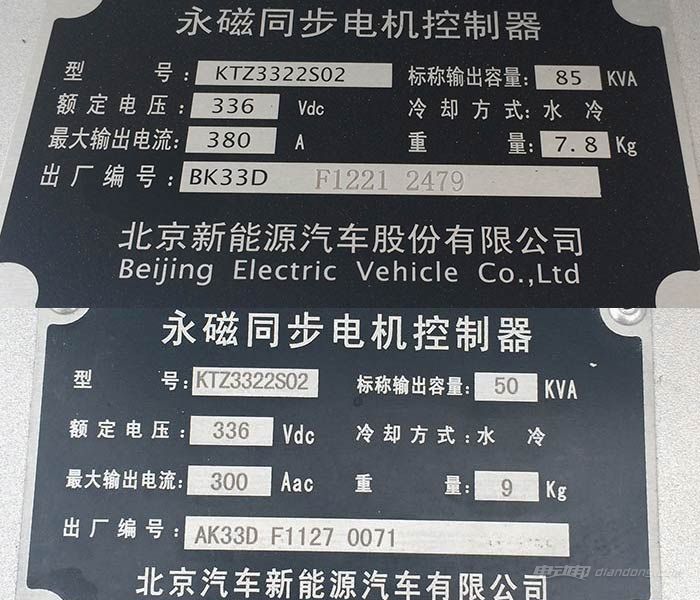 永磁同步电机控制器
型 号: KTZ3322S02 标称输出容量: 85 KVA
额定电压: 336 Vdc 冷却方式: 水 冷
最大输出电流: 380 A 重 量: 7.8 Kg
出厂编号: BK33D F1221 2479
北京新能源汽车股份有限公司
Beijing Electric Vehicle Co.,Ltd
永磁同步电机控制器
型 号: KTZ3322S02 标称输出容量: 50 KVA
额定电压: 336 Vdc 冷却方式: 水 冷
最大输出电流: 300 Aac 重 量: 9 Kg
出厂编号: AK33D F1127 0071
北京汽车新能源汽车有限公司
电动邦 diandong.com